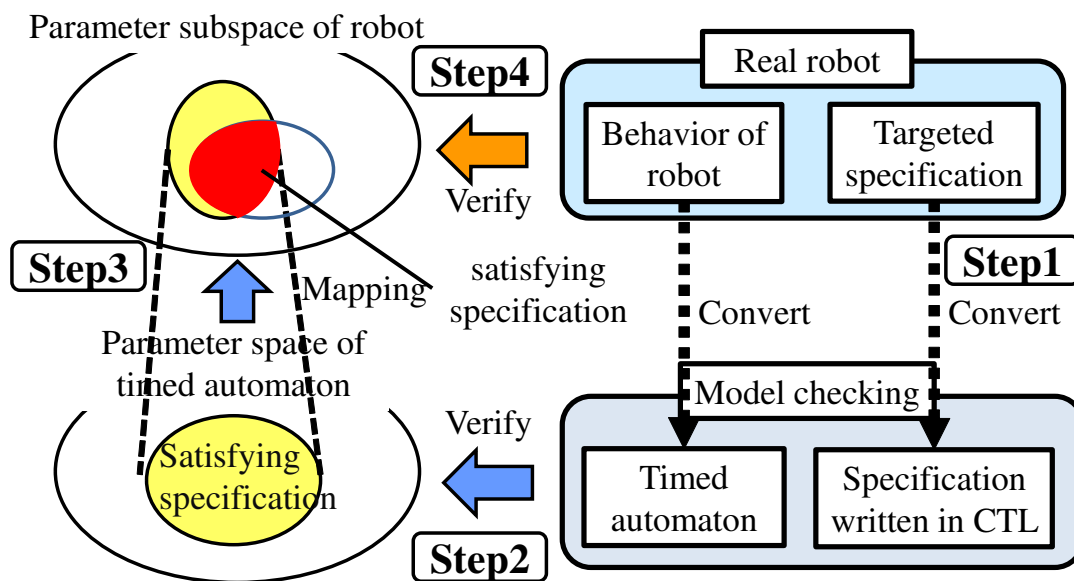 Parameter subspace of robot
Step4
Verify
Real robot
Behavior of
robot
Targeted
specification
Step3
Mapping
satisfying
specification
Step1
Convert
Convert
Parameter space of
timed automaton
Model checking
Satisfying
specification
Verify
Step2
Timed
automaton
Specification
written in CTL